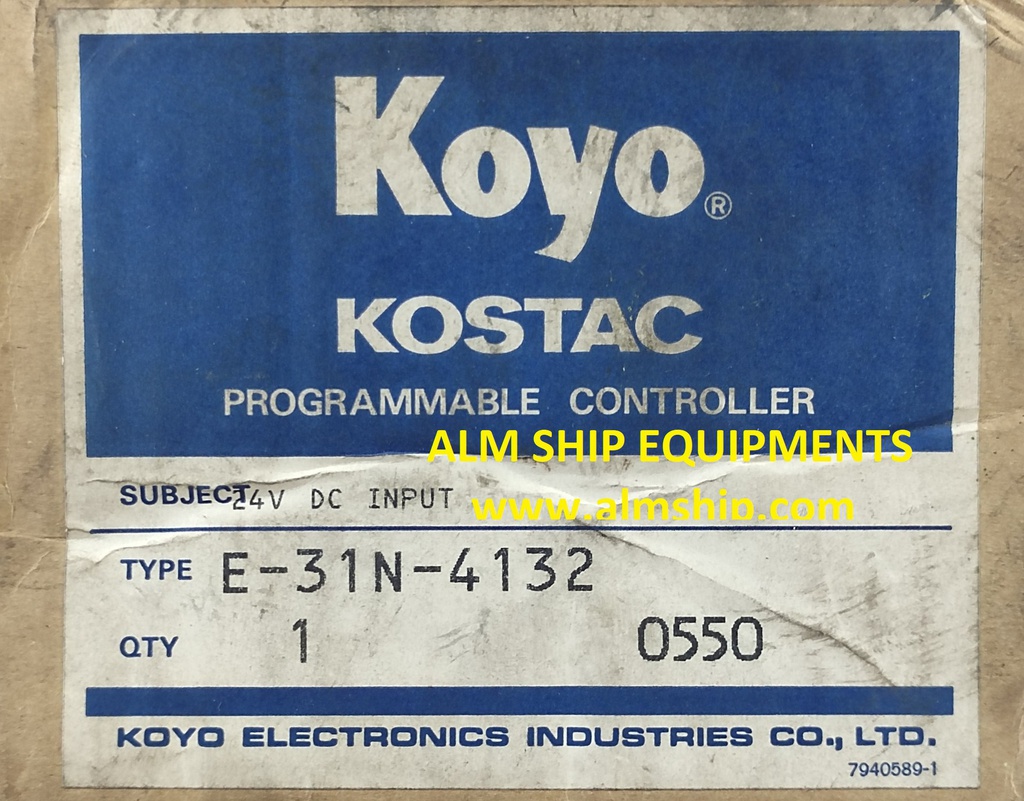 Koyo®
KOSTAC
PROGRAMMABLE CONTROLLER
ALM SHIP EQUIPMENTS
SUBJECT 24V DC INPUT
www.almship.com
TYPE E-31N-4132
QTY 1 0550
KOYO ELECTRONICS INDUSTRIES CO., LTD.
7940589-1